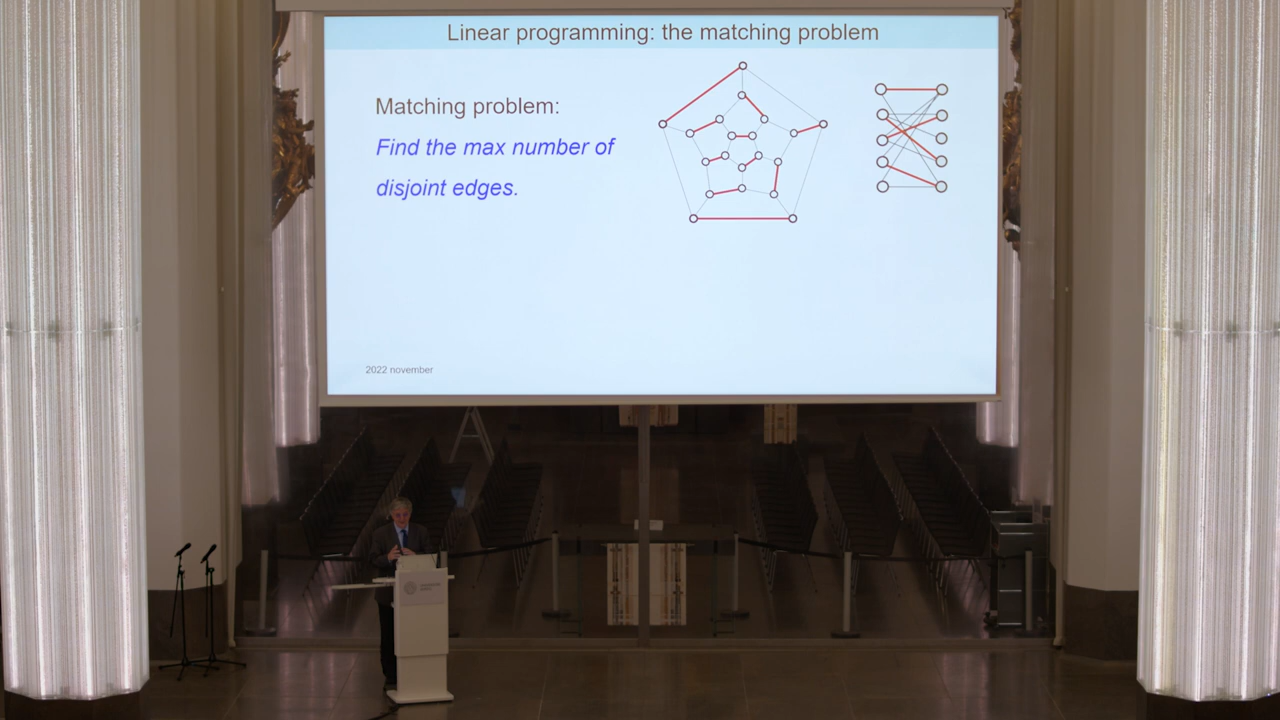 Linear programming: the matching problem
Matching problem:
Find the max number of
disjoint edges.
2022 november